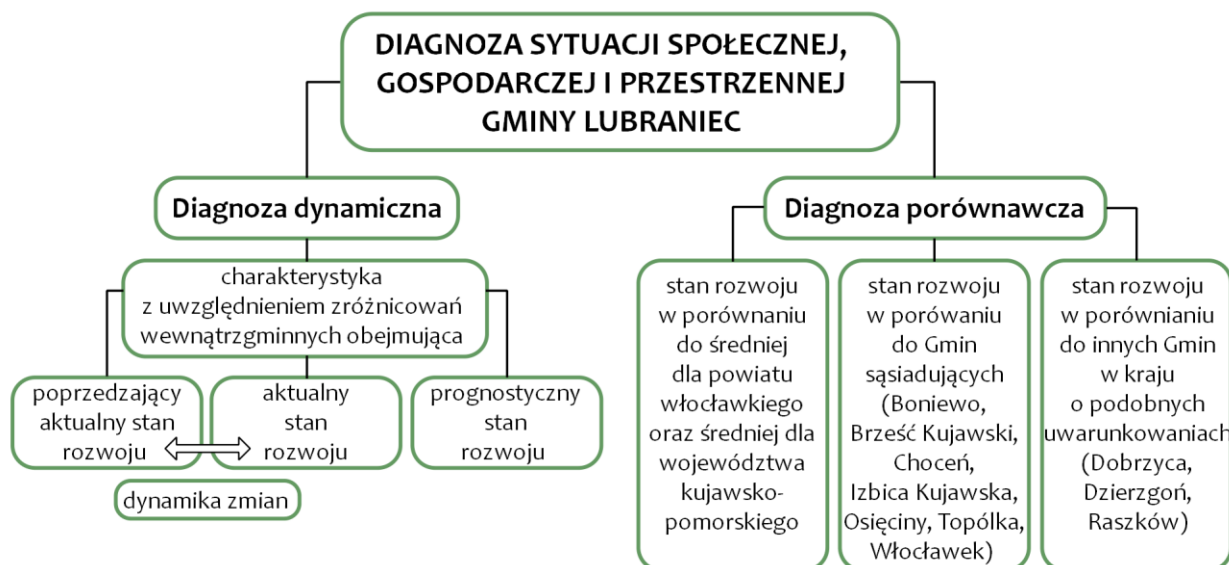 DIAGNOZA SYTUACJI SPOŁECZNEJ,
GOSPODARCZEJ I PRZESTRZENNEJ
GMINY LUBRANIEC
Diagnoza dynamiczna
charakterystyka
z uwzględnieniem zróżnicowań
wewnątrzgminnych obejmująca
poprzedzający
aktualny stan
rozwoju
aktualny
stan
rozwoju
prognostyczny
stan
rozwoju
dynamika zmian
Diagnoza porównawcza
stan rozwoju
w porównaniu
do średniej
dla powiatu
włocławkiego
oraz średniej dla
województwa
kujawsko-
pomorskiego
stan rozwoju
w porówaniu
do Gmin
sąsiadujących
(Boniewo,
Brześć Kujawski,
Choceń,
Izbica Kujawska,
Osięciny, Topólka,
Włocławek)
stan rozwoju
w porównianiu
do innych Gmin
w kraju
o podobnych
uwarunkowaniach
(Dobrzyca,
Dzierzgoń,
Raszków)